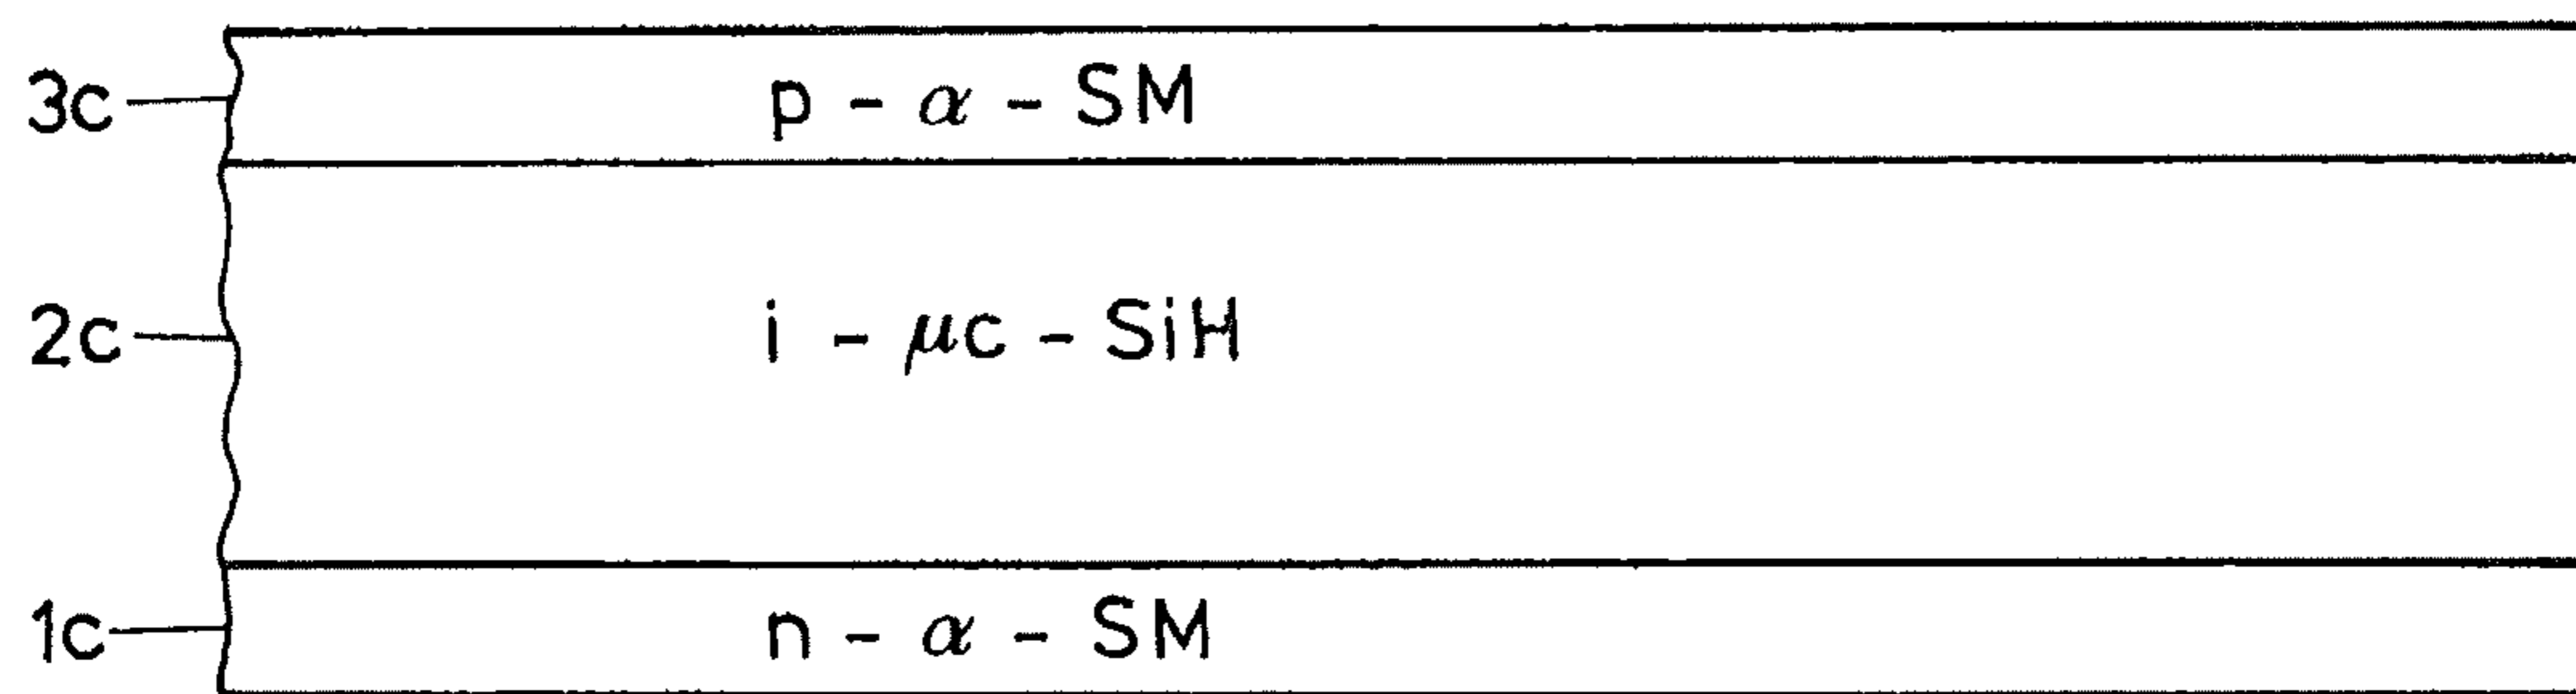 3c p - α - SM
2c i - μc - SiH
1c n - α - SM